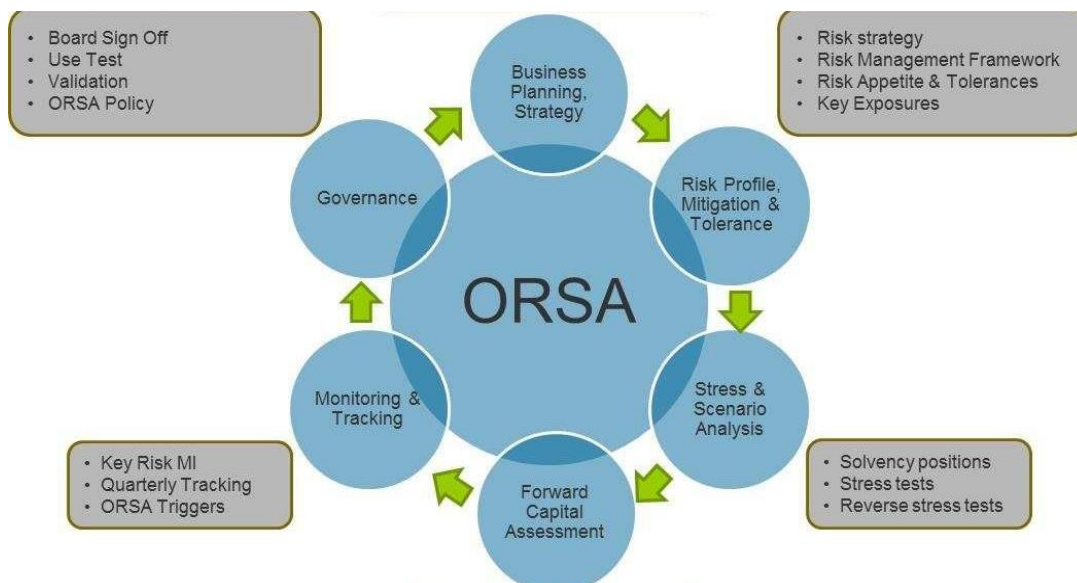 • Board Sign Off
• Use Test
• Validation
• ORSA Policy
Business
Planning,
Strategy
• Risk strategy
• Risk Management Framework
• Risk Appetite & Tolerances
• Key Exposures
Governance
Risk Profile,
Mitigation &
Tolerance
ORSA
Monitoring &
Tracking
Stress &
Scenario
Analysis
• Key Risk MI
• Quarterly Tracking
• ORSA Triggers
Forward
Capital
Assessment
• Solvency positions
• Stress tests
• Reverse stress tests